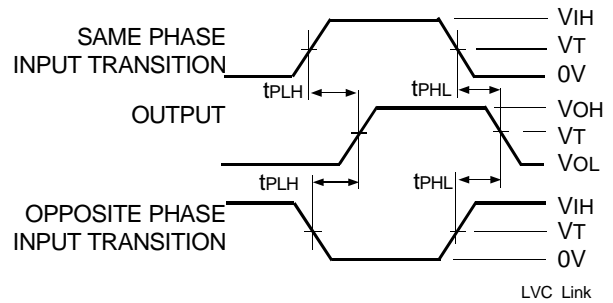 SAME PHASE
INPUT TRANSITION
VIH
VT
0V
tPLH
tPHL
OUTPUT
VOH
VT
VOL
tPLH
tPHL
OPPOSITE PHASE
INPUT TRANSITION
VIH
VT
0V
LVC Link